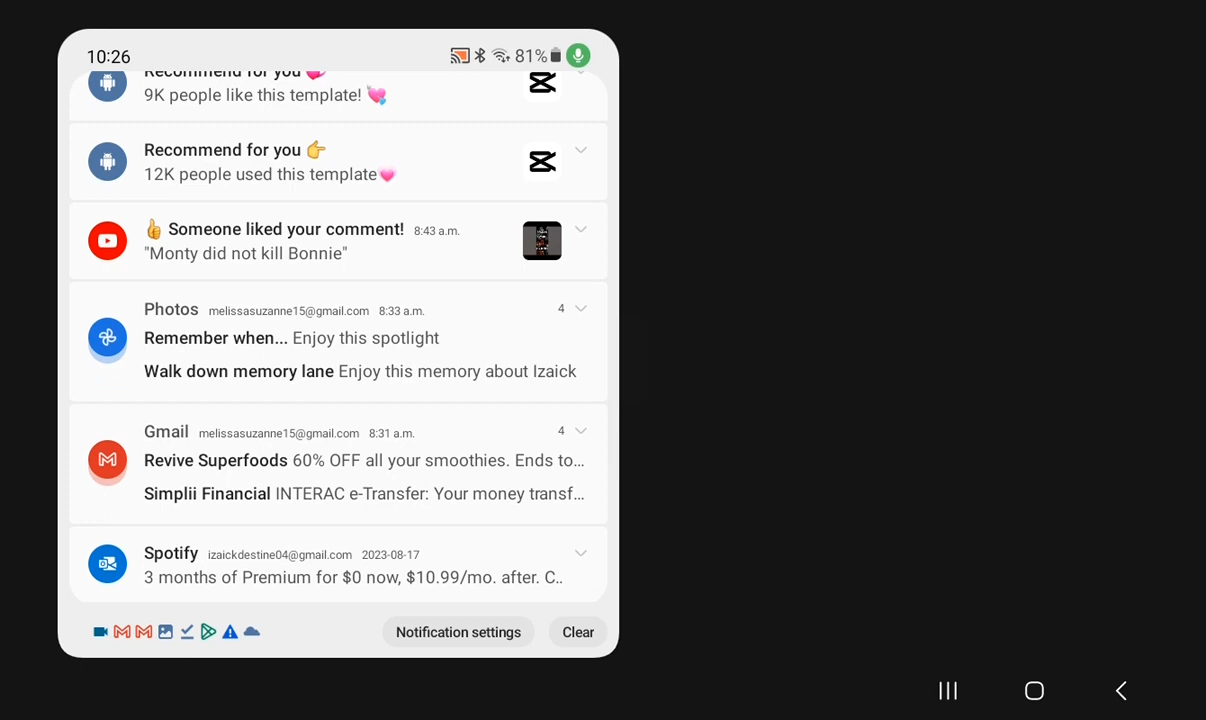 10:26 81%
Recommend for you 💕
9K people like this template! 💘
Recommend for you 👉
12K people used this template💗
👍 Someone liked your comment! 8:43 a.m.
"Monty did not kill Bonnie"
Photos melissasuzanne15@gmail.com 8:33 a.m. 4
Remember when... Enjoy this spotlight
Walk down memory lane Enjoy this memory about Izaick
Gmail melissasuzanne15@gmail.com 8:31 a.m. 4
Revive Superfoods 60% OFF all your smoothies. Ends to...
Simplii Financial INTERAC e-Transfer: Your money transf...
Spotify izaickdestine04@gmail.com 2023-08-17
3 months of Premium for $0 now, $10.99/mo. after. C..
Notification settings Clear